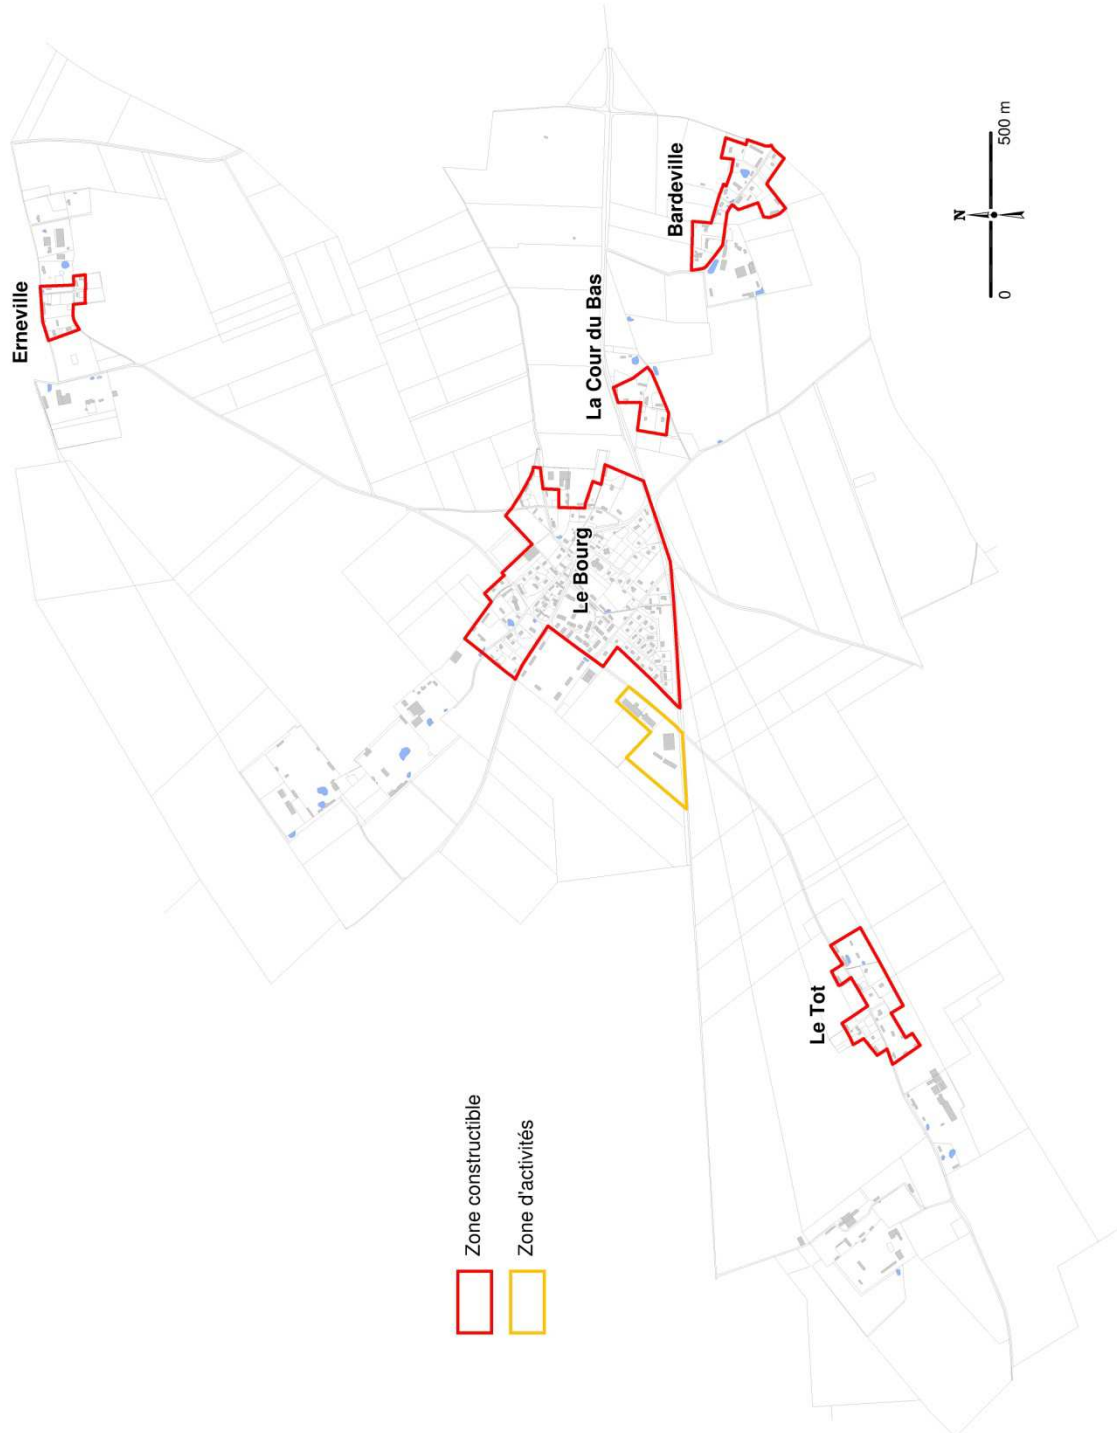 Erneville
Bardeville
La Cour du Bas
Le Bourg
Le Tot
Zone constructible
Zone d'activités
N
0
500 m